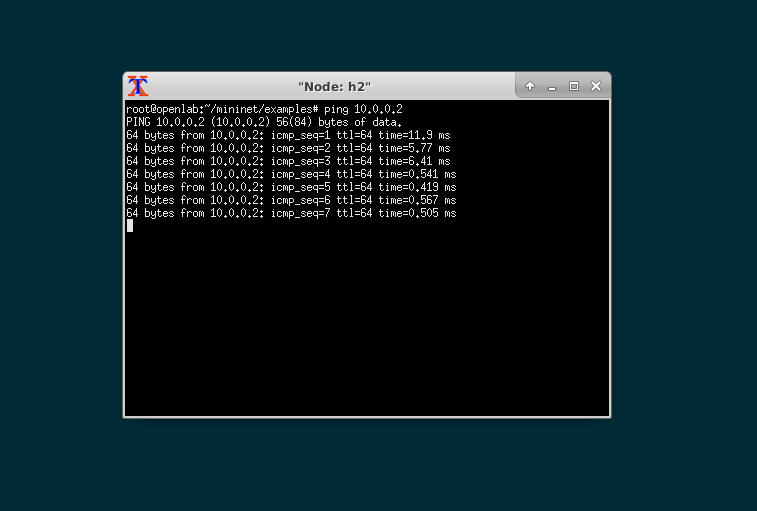 "Node: h2"
root@openlab:~/mininet/examples# ping 10.0.0.2
PING 10.0.0.2 (10.0.0.2) 56(84) bytes of data.
64 bytes from 10.0.0.2: icmp_seq=1 ttl=64 time=11.9 ms
64 bytes from 10.0.0.2: icmp_seq=2 ttl=64 time=5.77 ms
64 bytes from 10.0.0.2: icmp_seq=3 ttl=64 time=6.41 ms
64 bytes from 10.0.0.2: icmp_seq=4 ttl=64 time=0.541 ms
64 bytes from 10.0.0.2: icmp_seq=5 ttl=64 time=0.419 ms
64 bytes from 10.0.0.2: icmp_seq=6 ttl=64 time=0.567 ms
64 bytes from 10.0.0.2: icmp_seq=7 ttl=64 time=0.505 ms